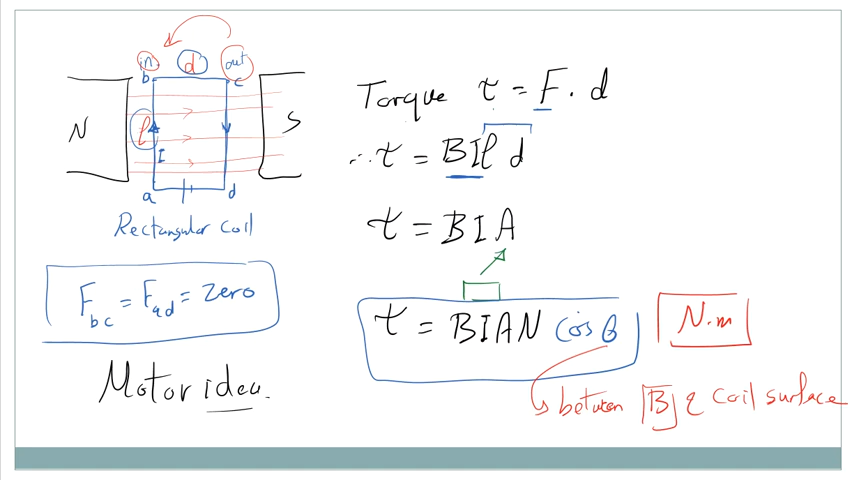 in d out
b c
N l I S
a d
Rectangular coil
F_bc = F_ad = Zero
Motor idea.
Torque τ = F . d
∴ τ = BIl d
τ = BIA
τ = BIAN cos θ
N.m
between |B| & coil surface